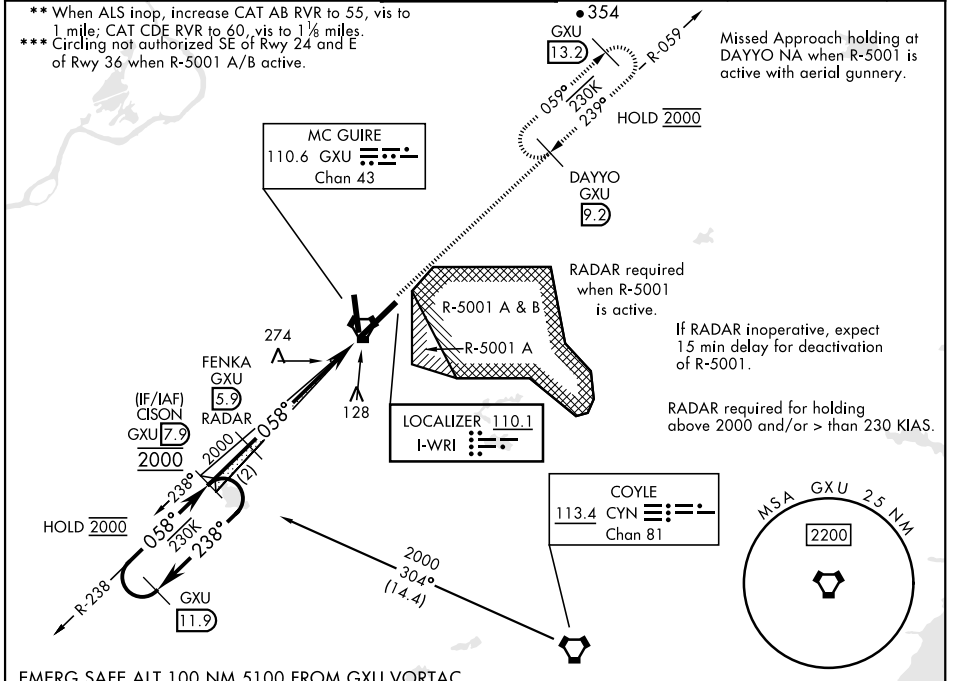 ** When ALS inop, increase CAT AB RVR to 55, vis to
1 mile; CAT CDE RVR to 60, vis to 1 1/8 miles.
*** Circling not authorized SE of Rwy 24 and E
of Rwy 36 when R-5001 A/B active.
354
GXU
13.2
R-059
059°
230K
239°
HOLD 2000
Missed Approach holding at
DAYYO NA when R-5001 is
active with aerial gunnery.
MC GUIRE
110.6 GXU
Chan 43
DAYYO
GXU
9.2
RADAR required
when R-5001
is active.
R-5001 A & B
R-5001 A
If RADAR inoperative, expect
15 min delay for deactivation
of R-5001.
274
128
FENKA
GXU
5.9
RADAR
(IF/IAF)
CISON
GXU 7.9
2000
058°
2000
238°
(2)
LOCALIZER 110.1
I-WRI
RADAR required for holding
above 2000 and/or > than 230 KIAS.
HOLD 2000
058°
230K
238°
R-238
GXU
11.9
2000
304°
(14.4)
COYLE
113.4 CYN
Chan 81
MSA GXU 25 NM
2200
EMERG SAFE ALT 100 NM 5100 FROM GXU VORTAC